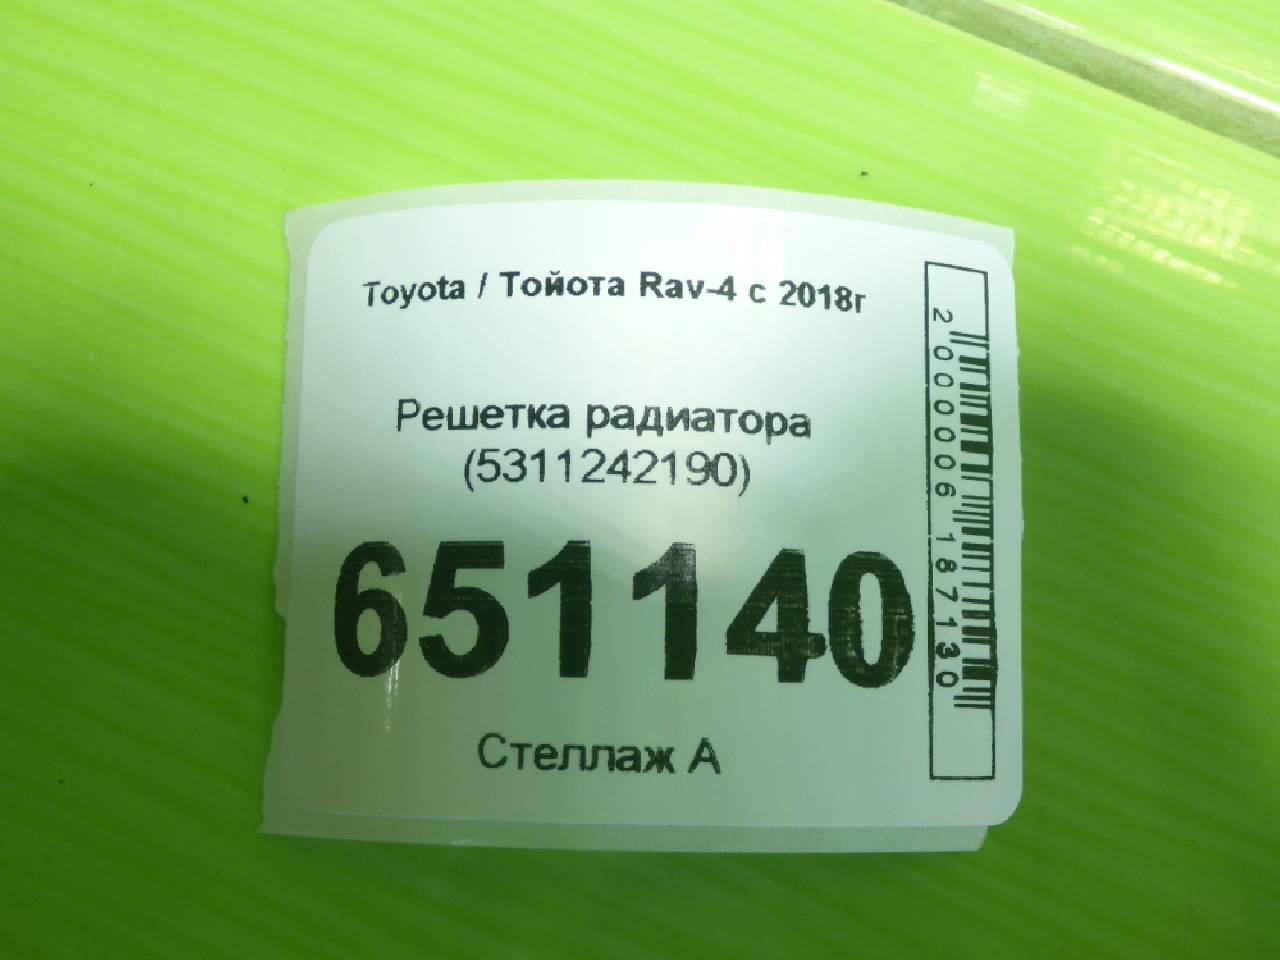 Toyota / Тойота Rav-4 с 2018г
Решетка радиатора
(5311242190)
651140
Стеллаж А
2000006187130